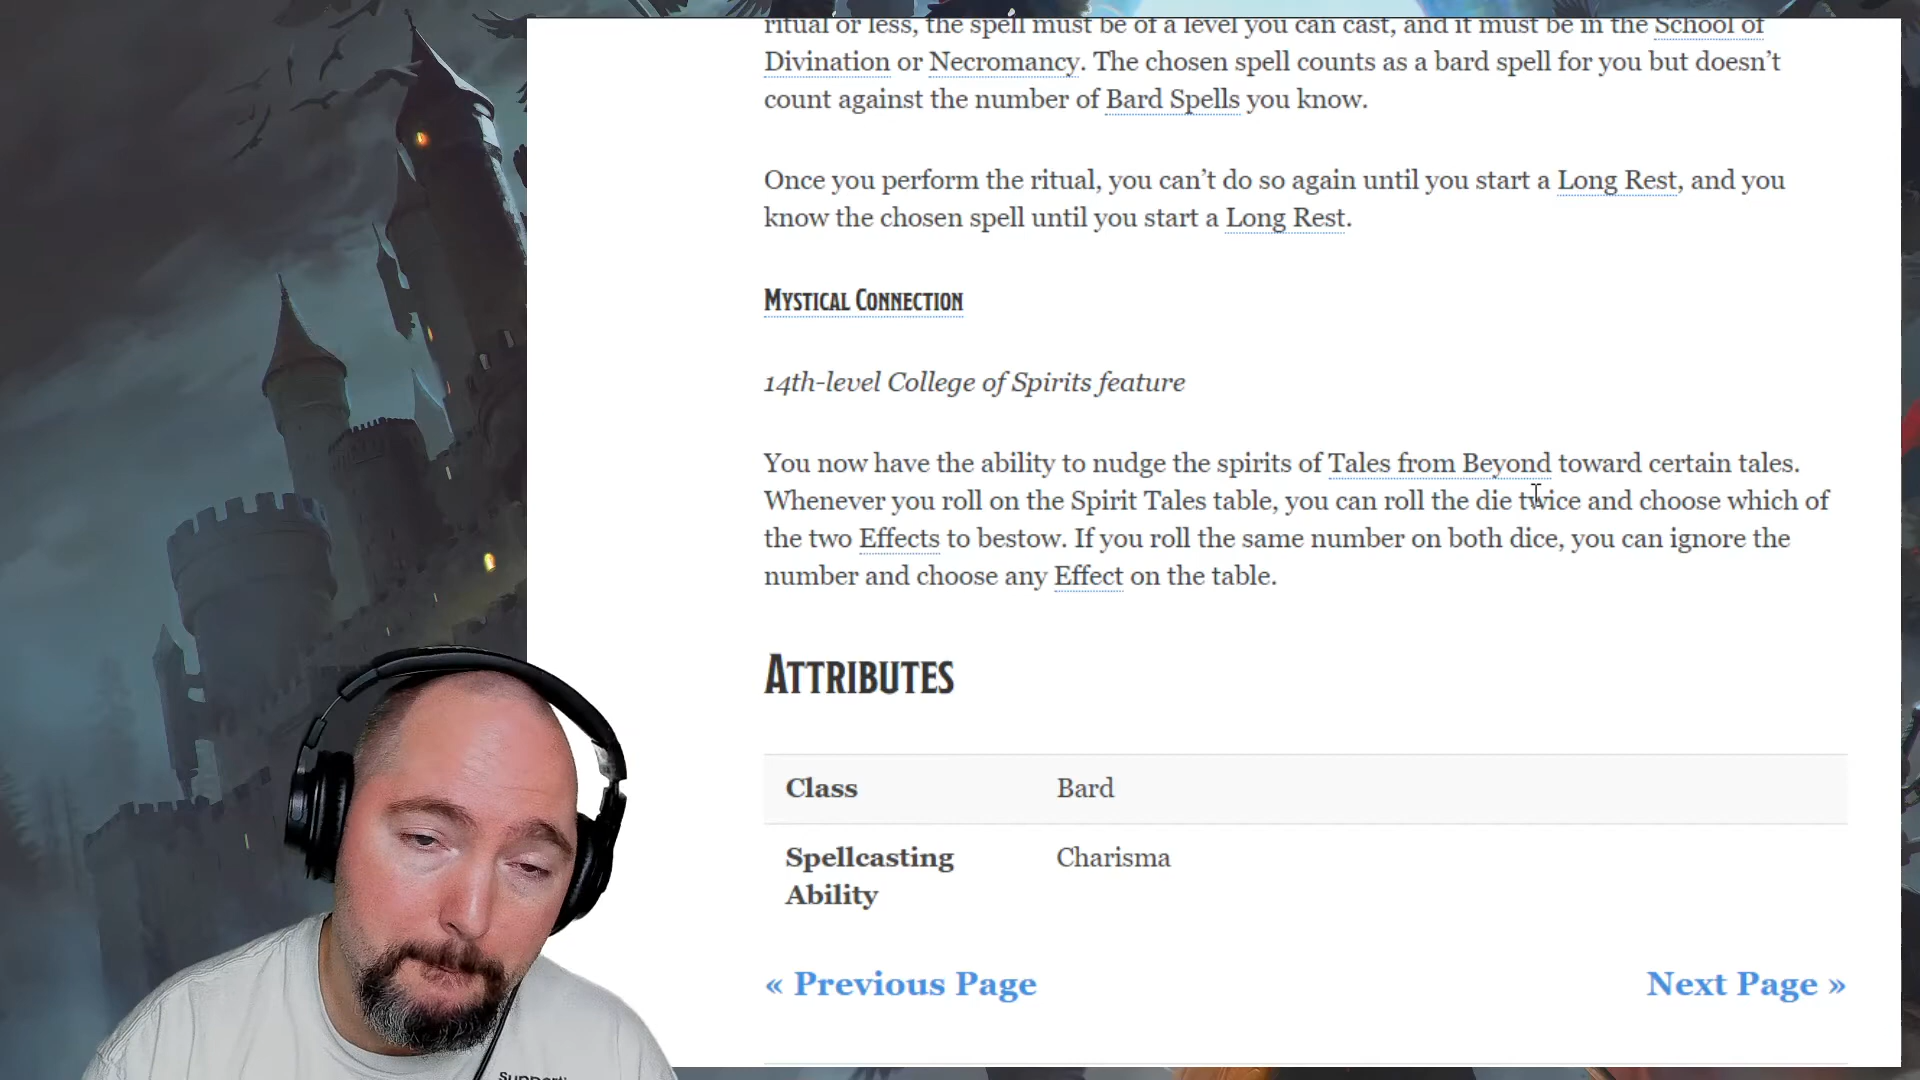 ritual or less, the spell must be of a level you can cast, and it must be in the School of
Divination or Necromancy. The chosen spell counts as a bard spell for you but doesn’t
count against the number of Bard Spells you know.
Once you perform the ritual, you can’t do so again until you start a Long Rest, and you
know the chosen spell until you start a Long Rest.
Mystical Connection
14th-level College of Spirits feature
You now have the ability to nudge the spirits of Tales from Beyond toward certain tales.
Whenever you roll on the Spirit Tales table, you can roll the die twice and choose which of
the two Effects to bestow. If you roll the same number on both dice, you can ignore the
number and choose any Effect on the table.
Attributes
Class Bard
Spellcasting Charisma
Ability
« Previous Page Next Page »